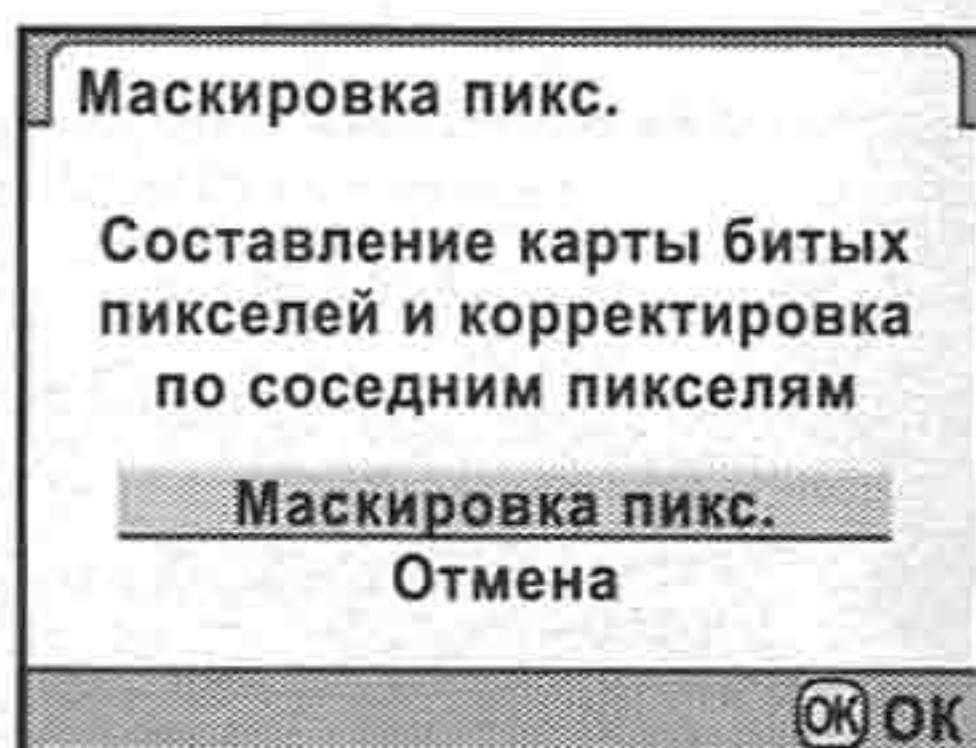 Маскировка пикс.
Составление карты битых
пикселей и корректировка
по соседним пикселям
Маскировка пикс.
Отмена
OK OK